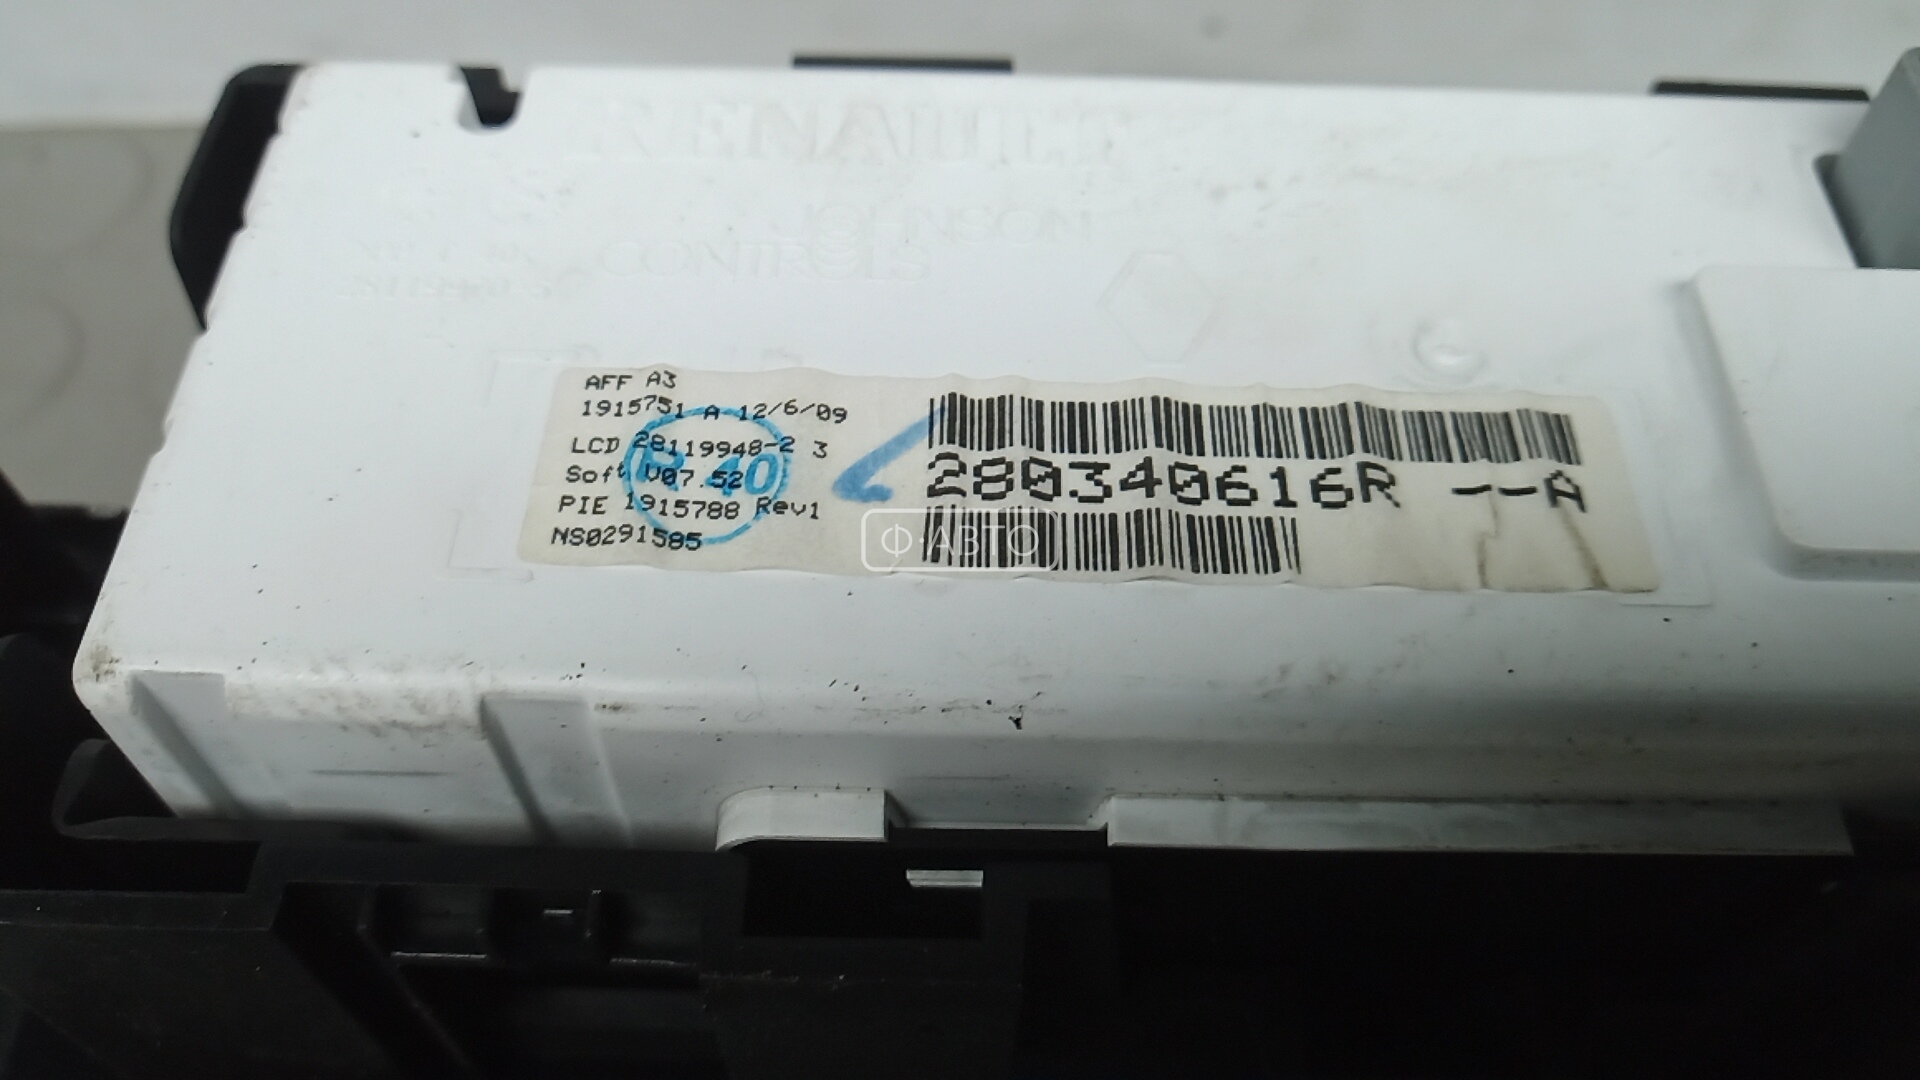 RENAULT
JOHNSON
CONTROLS
AFF A3
1915751 A 12/6/09
LCD 28119948-2 3
Soft V07.52
PIE 1915788 Rev1
NS0291585
R 40
280340616R --A
Ф·АВТО